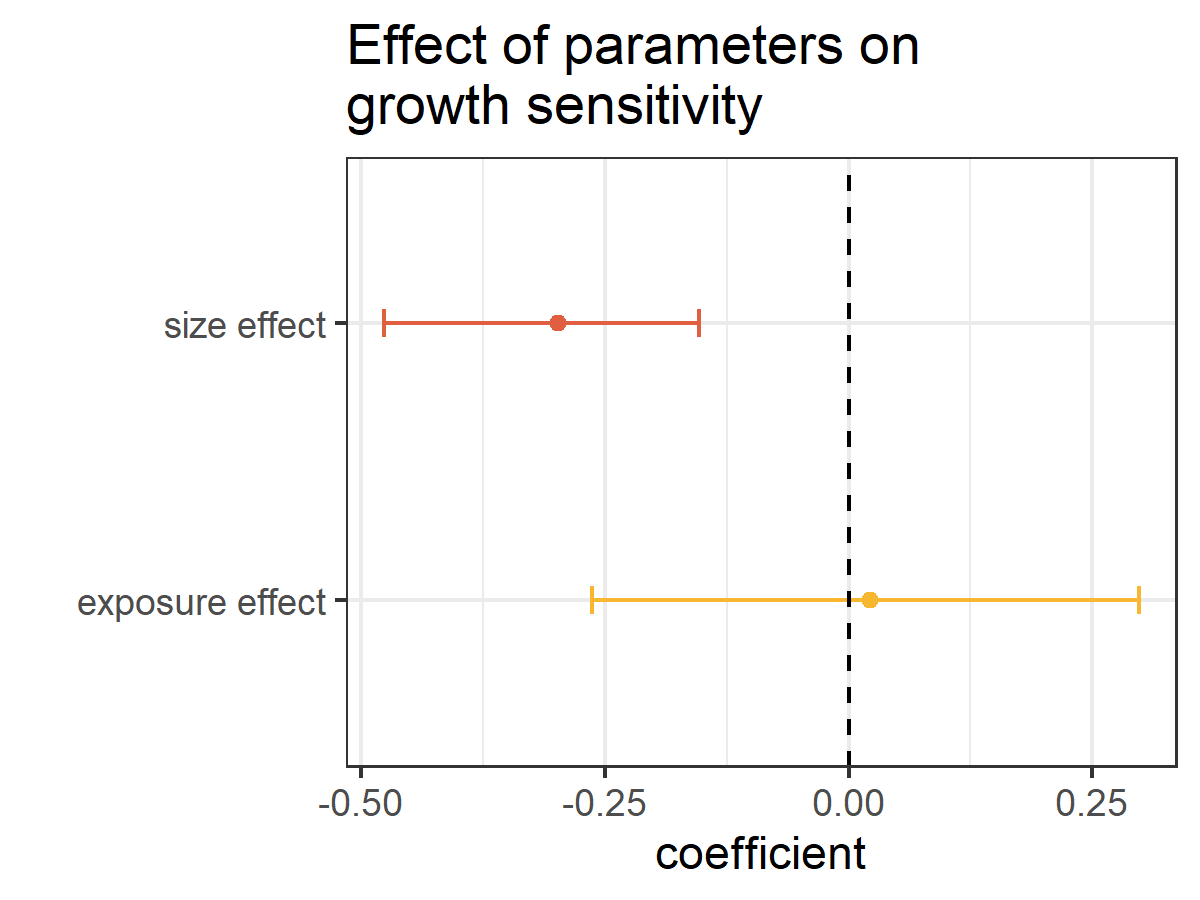 Effect of parameters on
growth sensitivity
size effect
exposure effect
-0.50 -0.25 0.00 0.25
coefficient